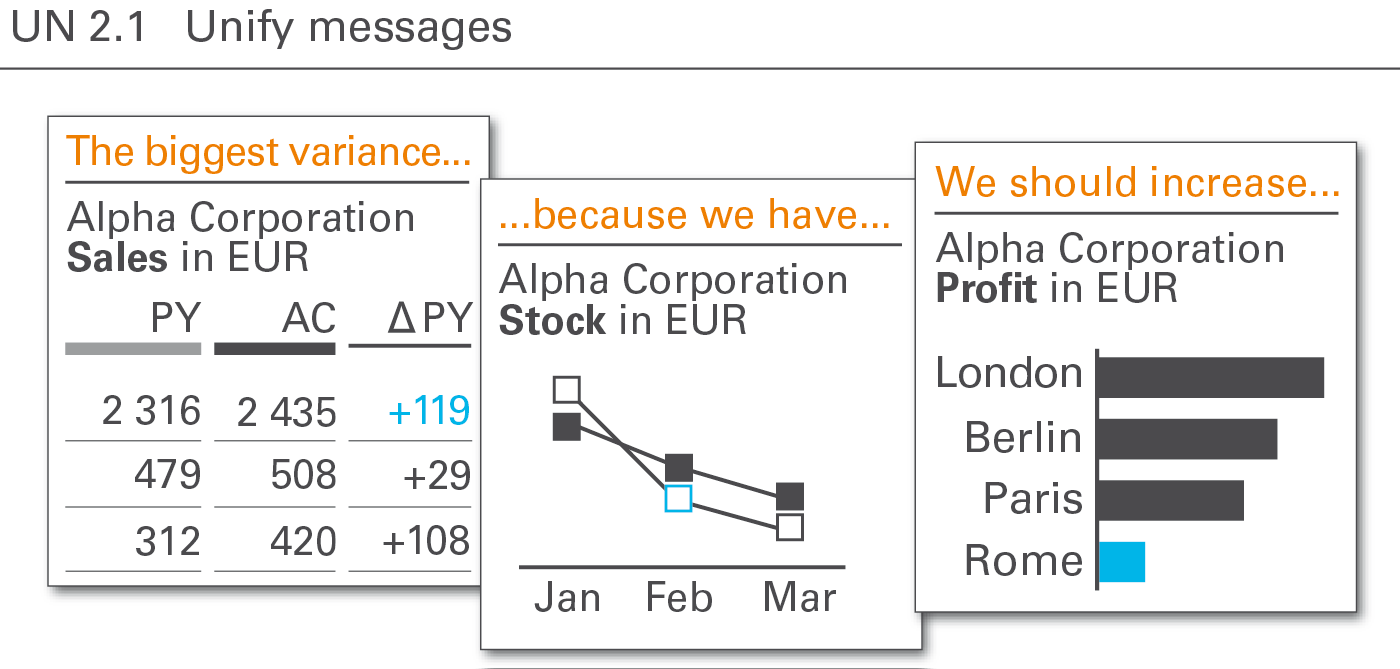 UN 2.1 Unify messages
The biggest variance...
Alpha Corporation
Sales in EUR
PY AC Δ PY
2 316 2 435 +119
479 508 +29
312 420 +108
...because we have...
Alpha Corporation
Stock in EUR
Jan Feb Mar
We should increase...
Alpha Corporation
Profit in EUR
London
Berlin
Paris
Rome